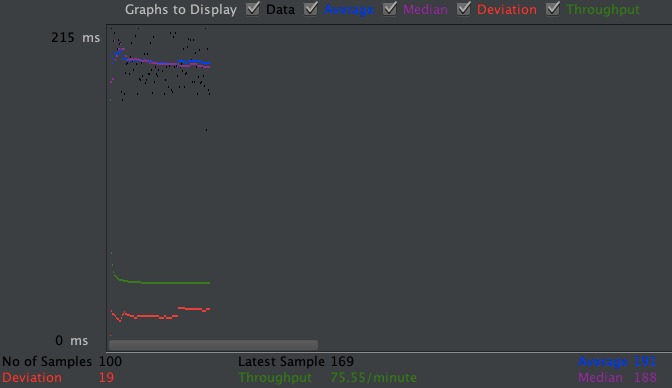 Graphs to Display Data Average Median Deviation Throughput
215 ms
0 ms
No of Samples 100 Latest Sample 169 Average 191
Deviation 19 Throughput 75.55/minute Median 188